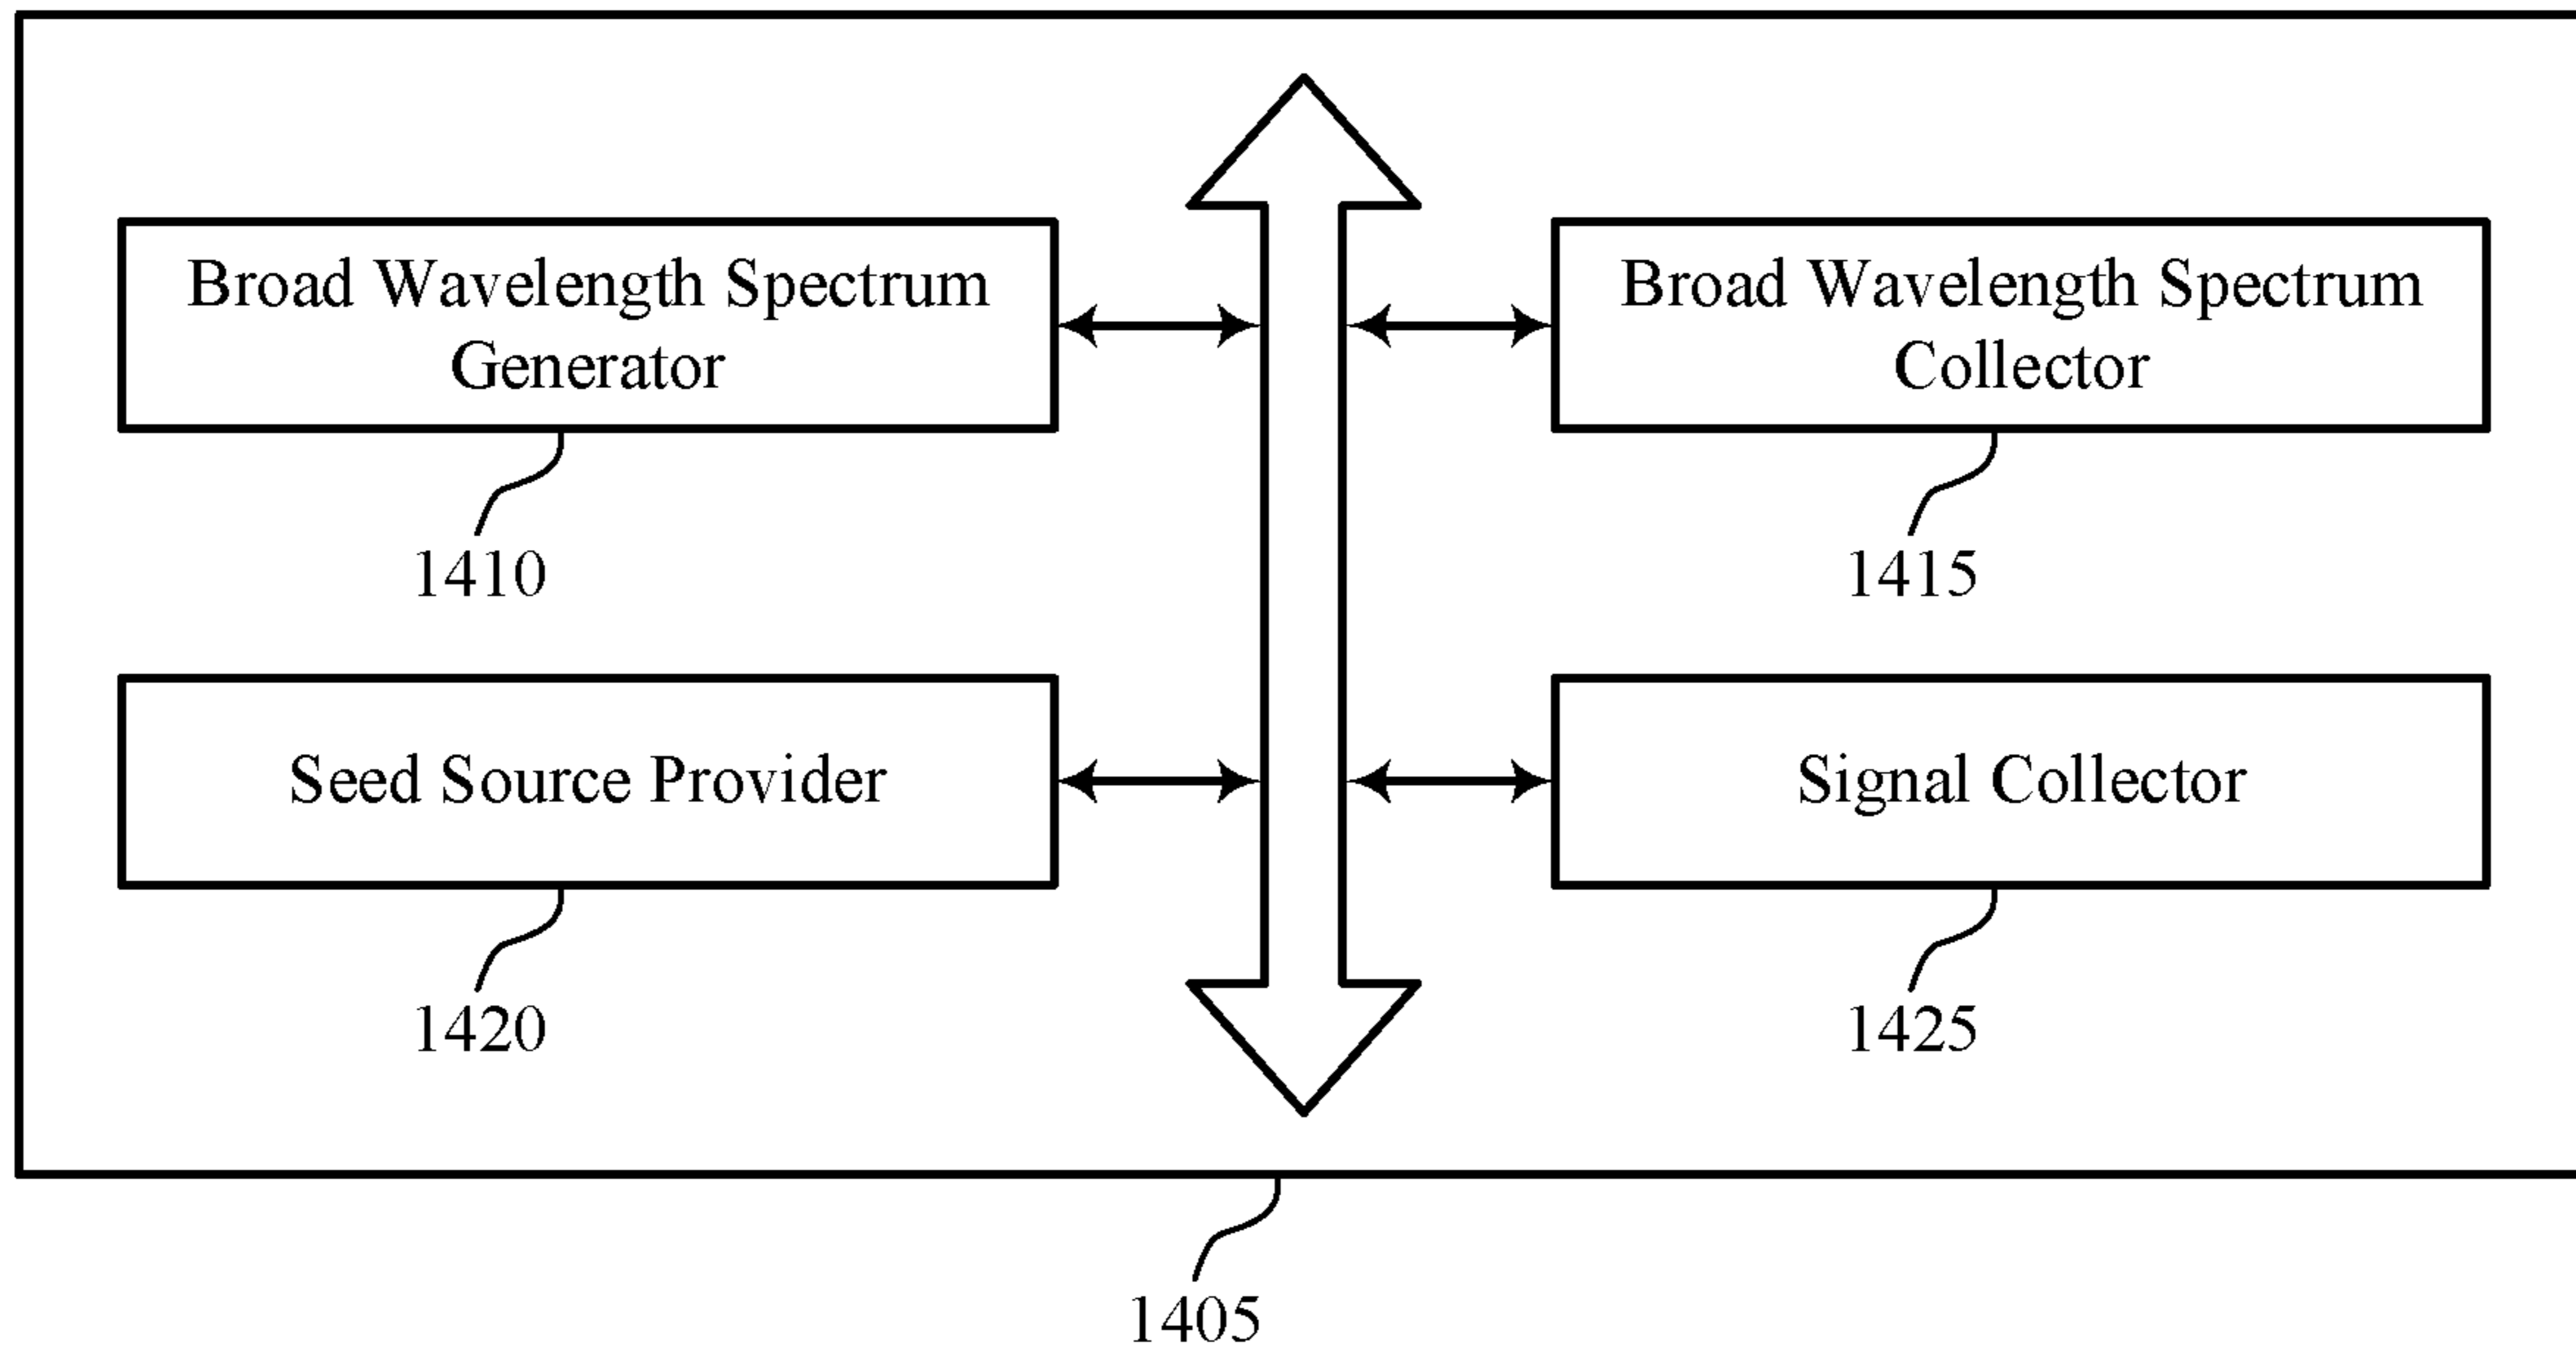 Broad Wavelength Spectrum
Generator
1410
Broad Wavelength Spectrum
Collector
1415
Seed Source Provider
1420
Signal Collector
1425
1405